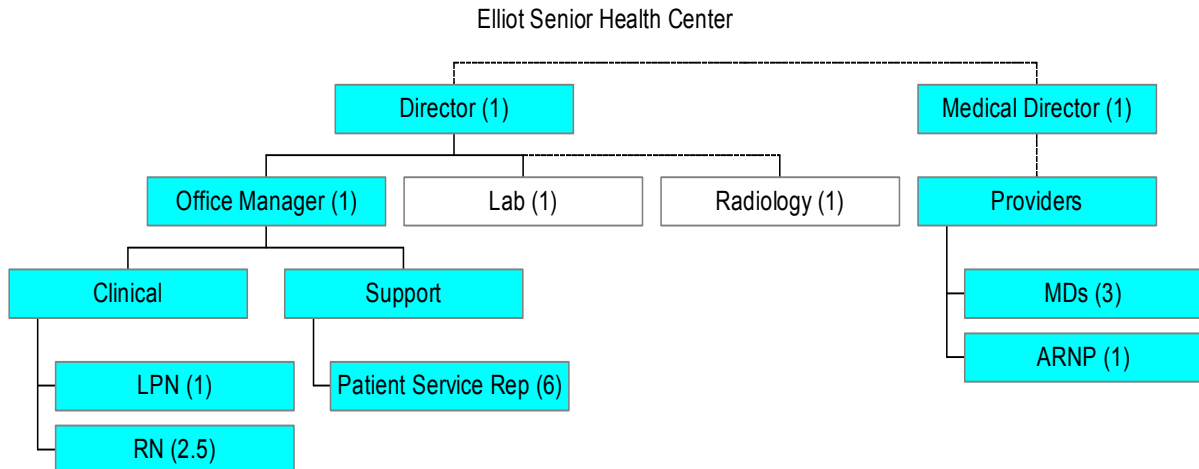 Elliot Senior Health Center
Director (1)
Medical Director (1)
Office Manager (1)
Lab (1)
Radiology (1)
Providers
Clinical
Support
MDs (3)
ARNP (1)
LPN (1)
Patient Service Rep (6)
RN (2.5)